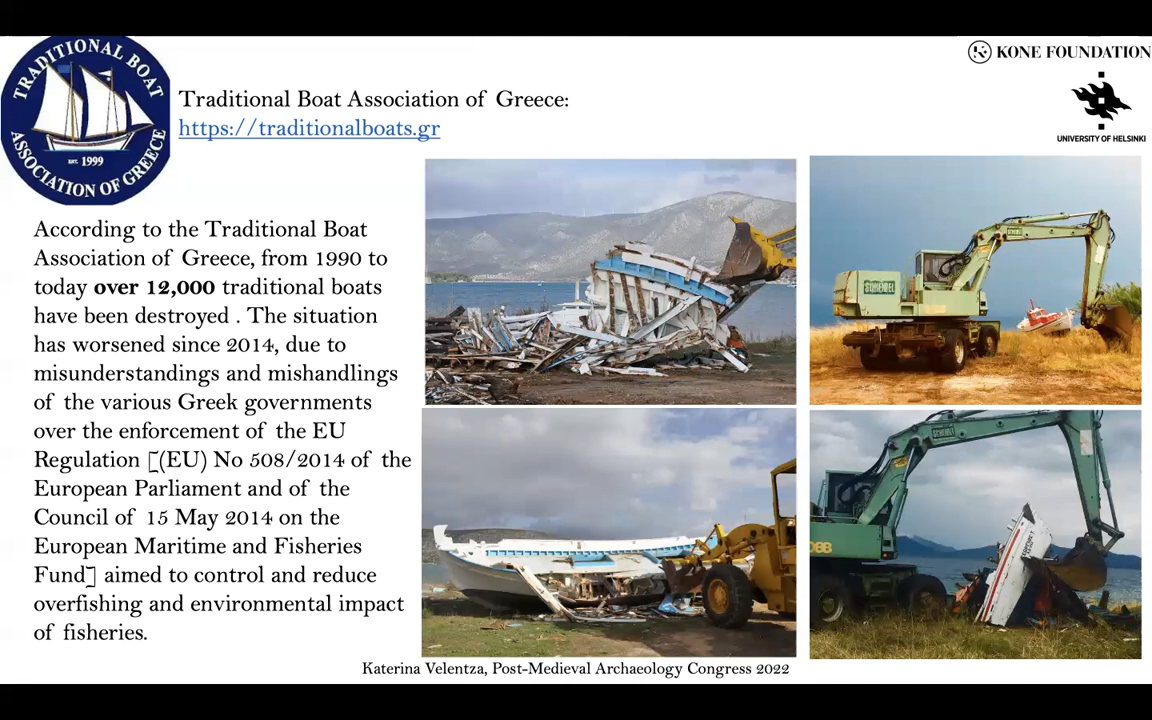 TRADITIONAL BOAT
ASSOCIATION OF GREECE
EST. 1999
Traditional Boat Association of Greece:
https://traditionalboats.gr
KONE FOUNDATION
UNIVERSITY OF HELSINKI
According to the Traditional Boat
Association of Greece, from 1990 to
today over 12,000 traditional boats
have been destroyed . The situation
has worsened since 2014, due to
misunderstandings and mishandlings
of the various Greek governments
over the enforcement of the EU
Regulation [(EU) No 508/2014 of the
European Parliament and of the
Council of 15 May 2014 on the
European Maritime and Fisheries
Fund] aimed to control and reduce
overfishing and environmental impact
of fisheries.
Katerina Velentza, Post-Medieval Archaeology Congress 2022